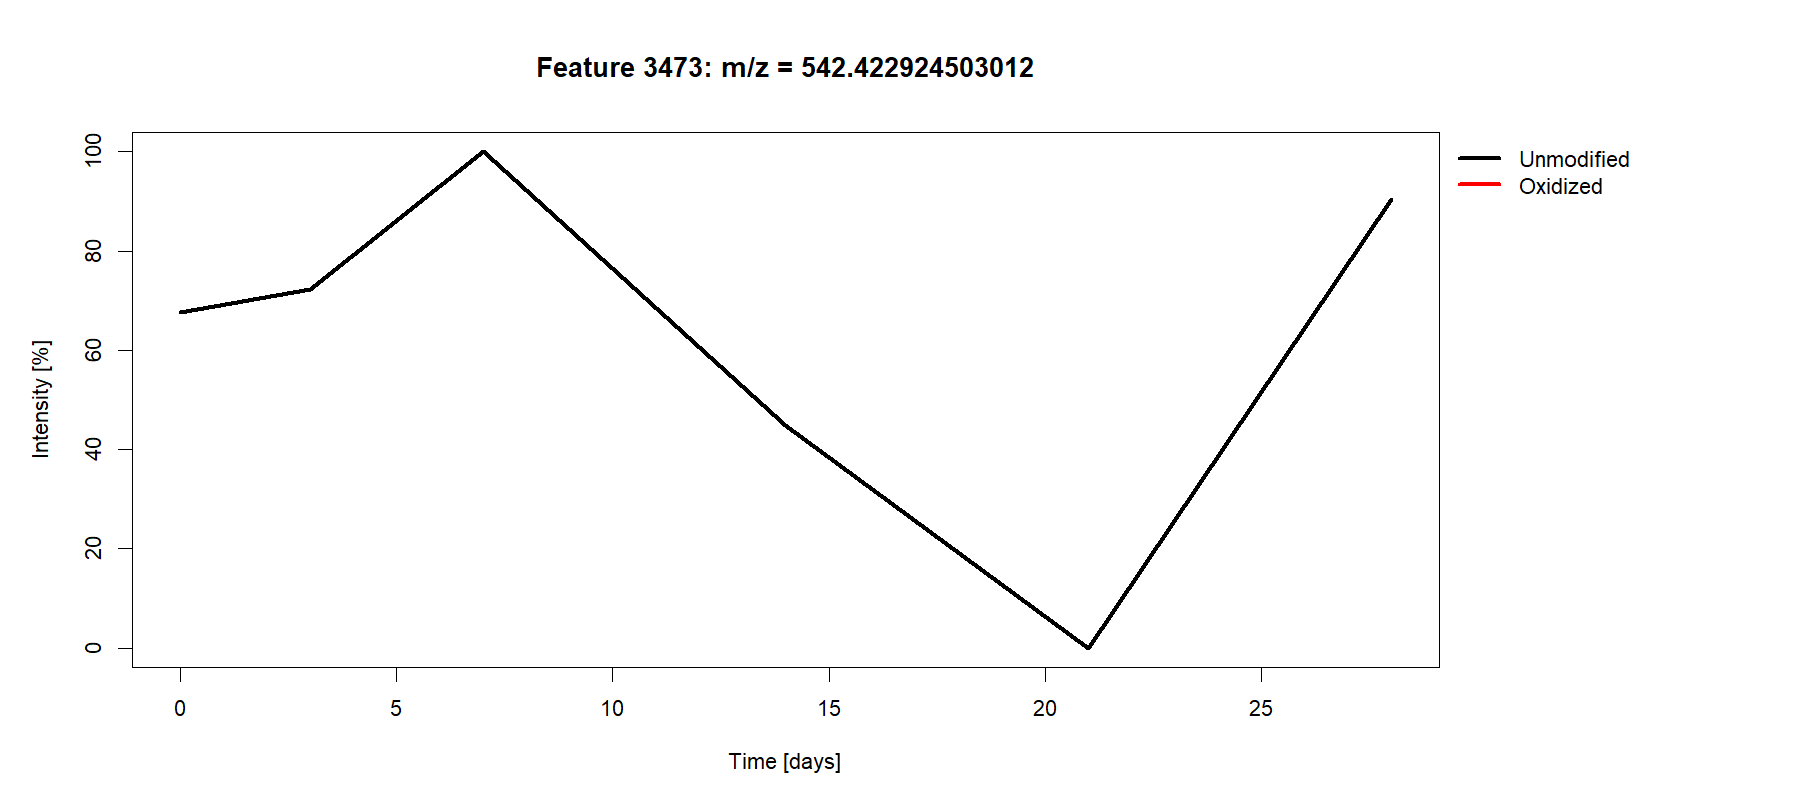 Feature 3473: m/z = 542.422924503012
Unmodified
Oxidized
Intensity [%]
100
80
60
40
20
0
0 5 10 15 20 25
Time [days]